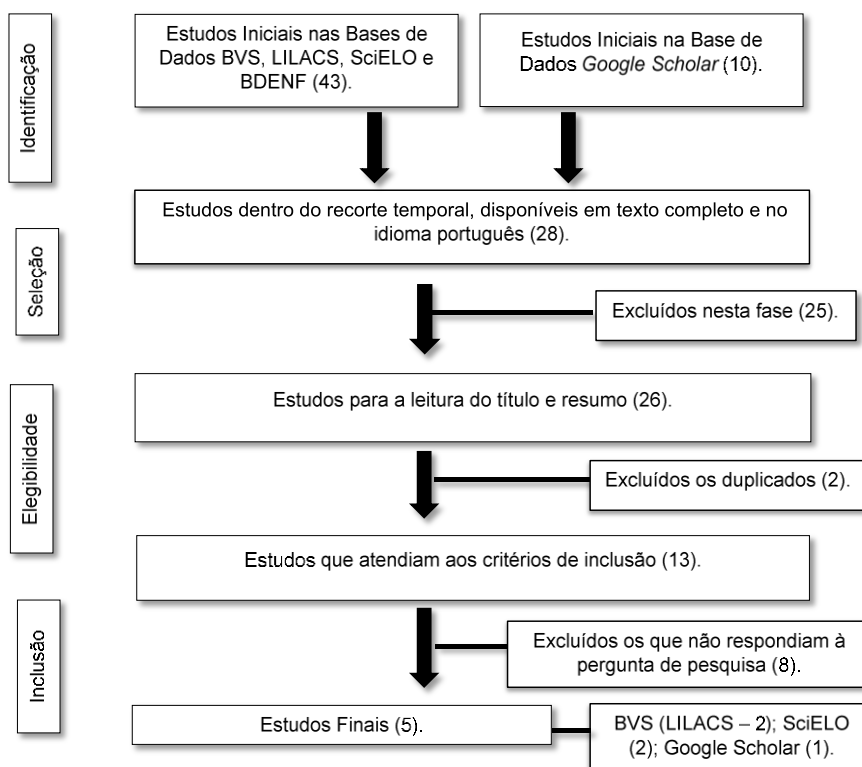 Identificação
Estudos Iniciais nas Bases de
Dados BVS, LILACS, SciELO e
BDENF (43).
Estudos Iniciais na Base de
Dados Google Scholar (10).
Seleção
Estudos dentro do recorte temporal, disponíveis em texto completo e no
idioma português (28).
Excluídos nesta fase (25).
Elegibilidade
Estudos para a leitura do título e resumo (26).
Excluídos os duplicados (2).
Estudos que atendiam aos critérios de inclusão (13).
Inclusão
Excluídos os que não respondiam à
pergunta de pesquisa (8).
Estudos Finais (5).
BVS (LILACS – 2); SciELO
(2); Google Scholar (1).